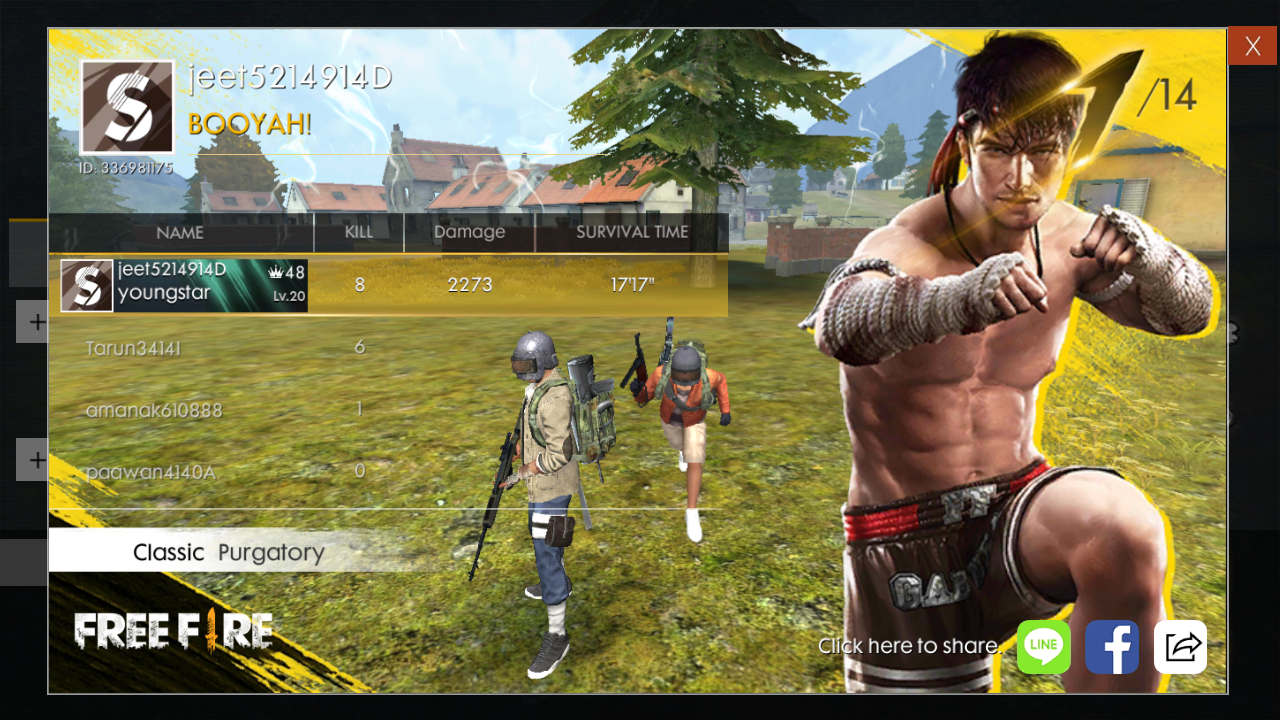 jeet5214914D
BOOYAH!
ID: 336981175
1/14
X
NAME KILL Damage SURVIVAL TIME
jeet5214914D 48
youngstar Lv.20
8 2273 17'17"
Tarun3414I 6
amanak610888 1
paawan4140A 0
Classic Purgatory
FREE FIRE
Click here to share.
LINE
f